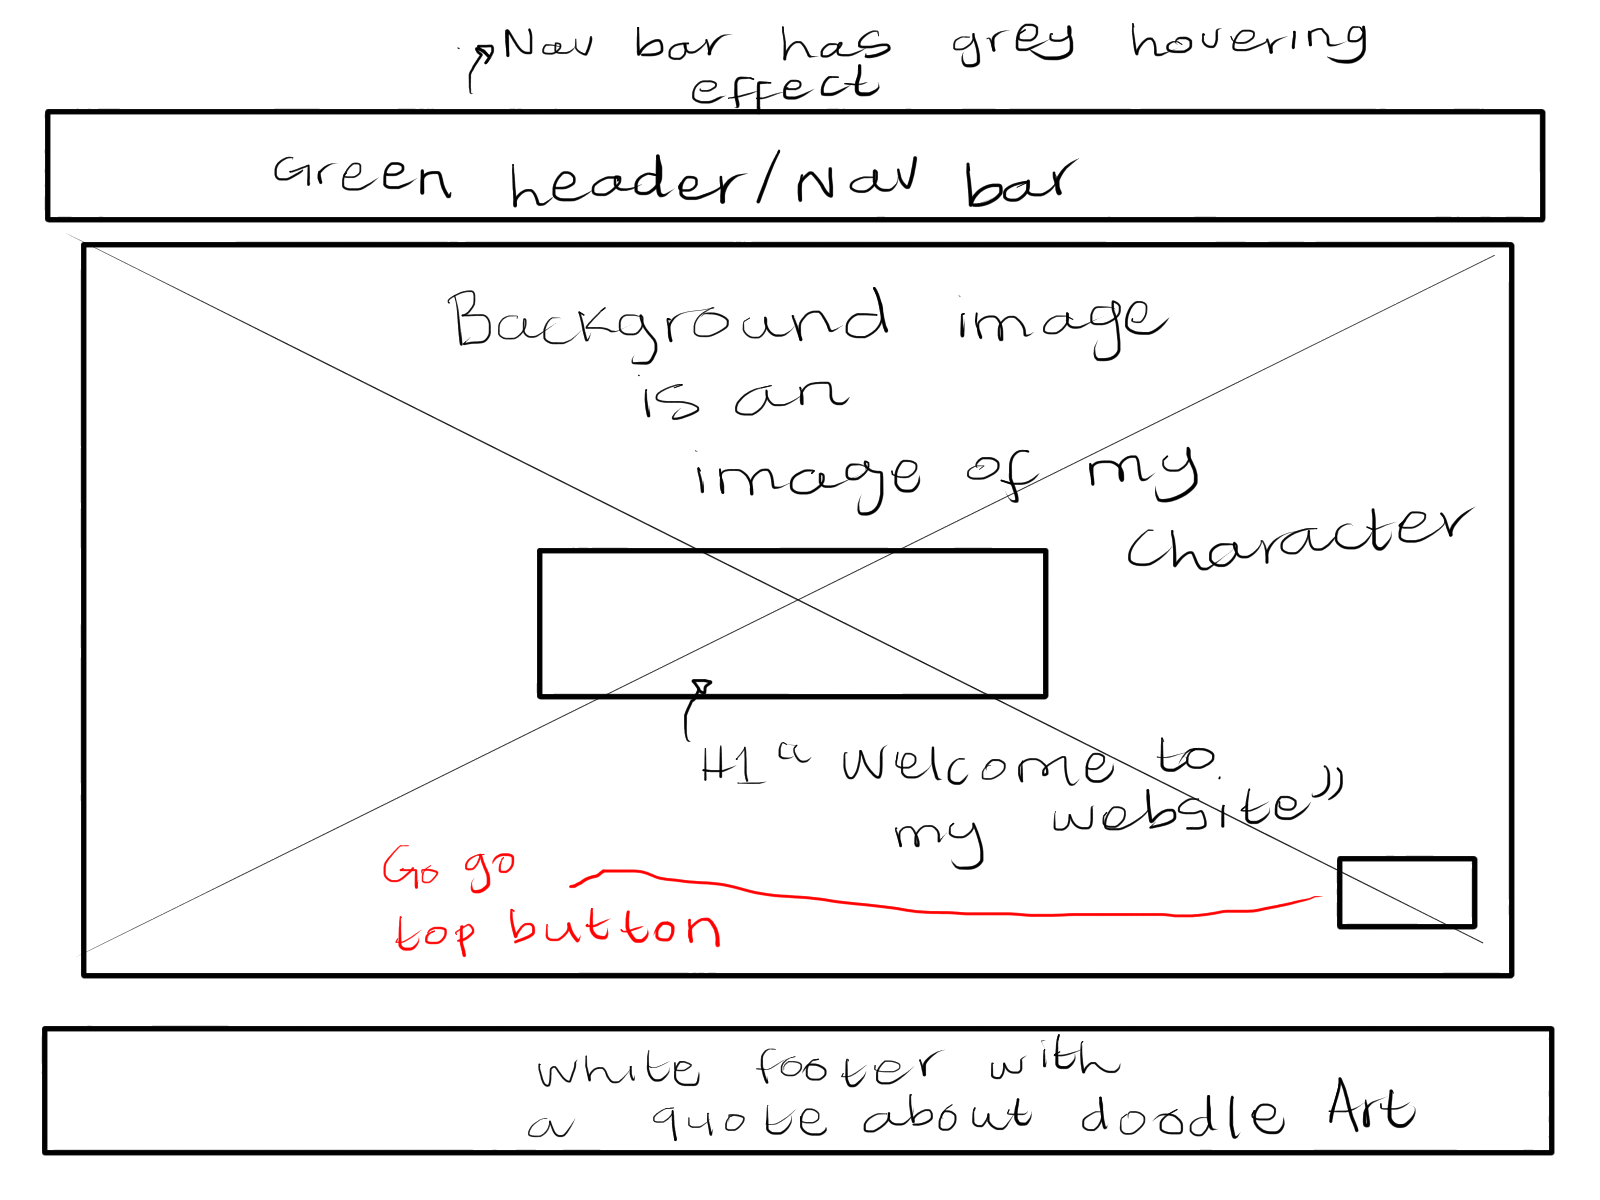 Nav bar has grey hovering
effect
Green header/Nav bar
Background image
is an
image of my
character
H1 "Welcome to
my website"
Go go
top button
white footer with
a quote about doodle Art